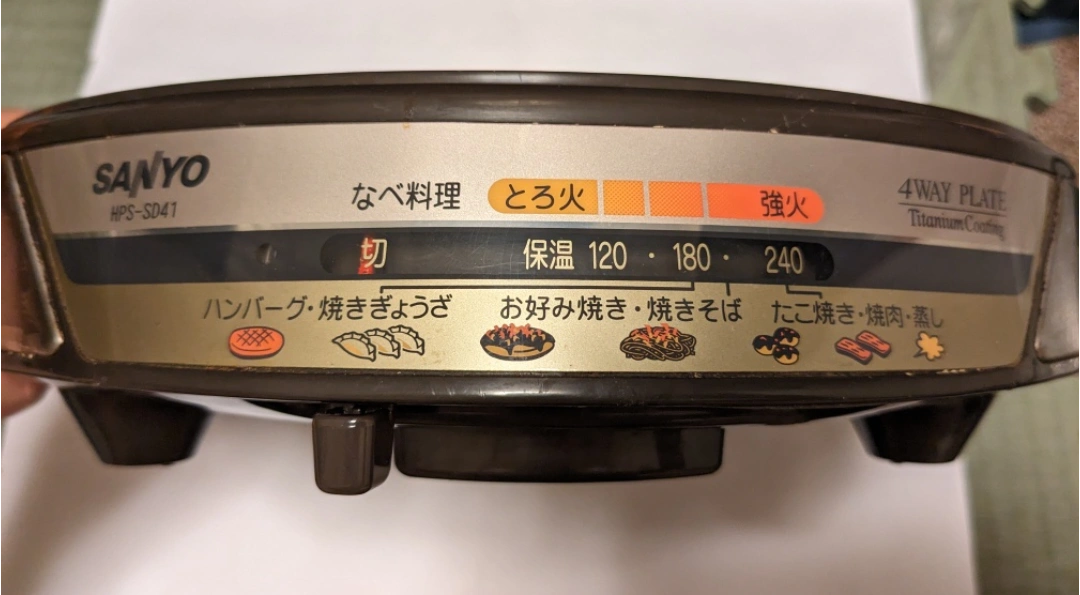 SANYO
HPS-SD41
なべ料理 とろ火 強火
4WAY PLATE
Titanium Coating
切 保温 120 ・ 180 ・ 240
ハンバーグ・焼きぎょうざ お好み焼き・焼きそば たこ焼き・焼肉・蒸し